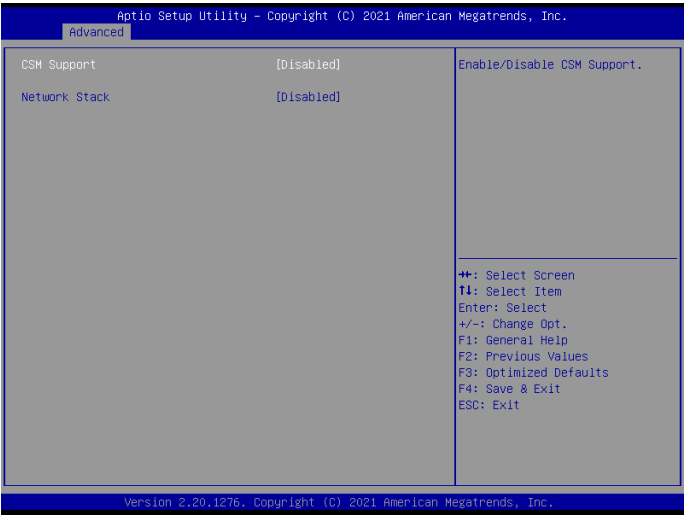 Aptio Setup Utility – Copyright (C) 2021 American Megatrends, Inc.
Advanced
CSM Support [Disabled]
Network Stack [Disabled]
Enable/Disable CSM Support.
→←: Select Screen
↑↓: Select Item
Enter: Select
+/-: Change Opt.
F1: General Help
F2: Previous Values
F3: Optimized Defaults
F4: Save & Exit
ESC: Exit
Version 2.20.1276. Copyright (C) 2021 American Megatrends, Inc.